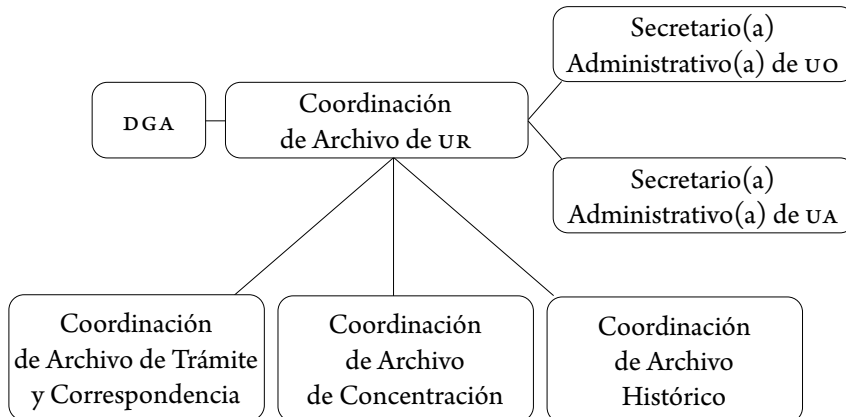 Secretario(a)
Administrativo(a) de UO
DGA
Coordinación
de Archivo de UR
Secretario(a)
Administrativo(a) de UA
Coordinación
de Archivo de Trámite
y Correspondencia
Coordinación
de Archivo
de Concentración
Coordinación
de Archivo
Histórico